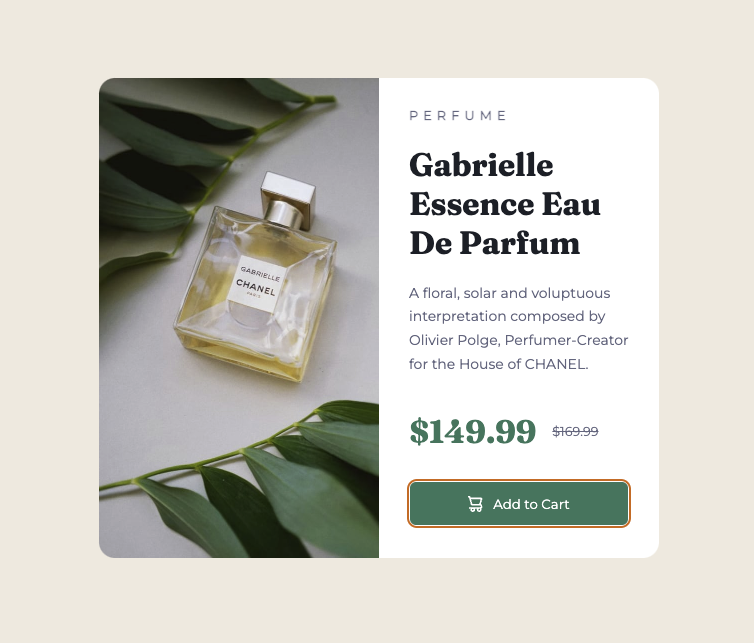 GABRIELLE
CHANEL
PARIS
PERFUME
Gabrielle
Essence Eau
De Parfum
A floral, solar and voluptuous
interpretation composed by
Olivier Polge, Perfumer-Creator
for the House of CHANEL.
$149.99 $169.99
Add to Cart